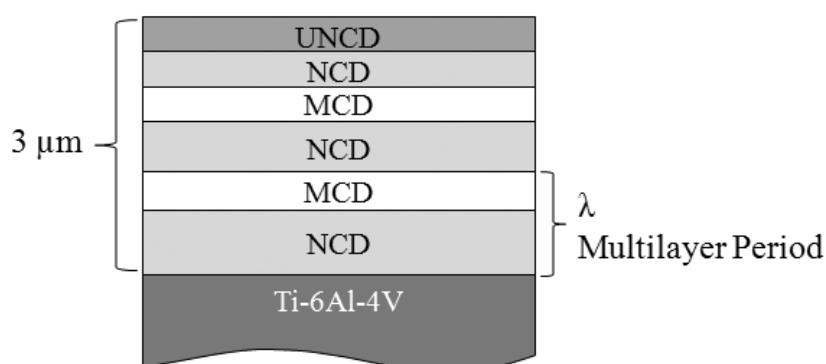 UNCD
NCD
MCD
3 µm
NCD
MCD
λ
Multilayer Period
NCD
Ti-6Al-4V